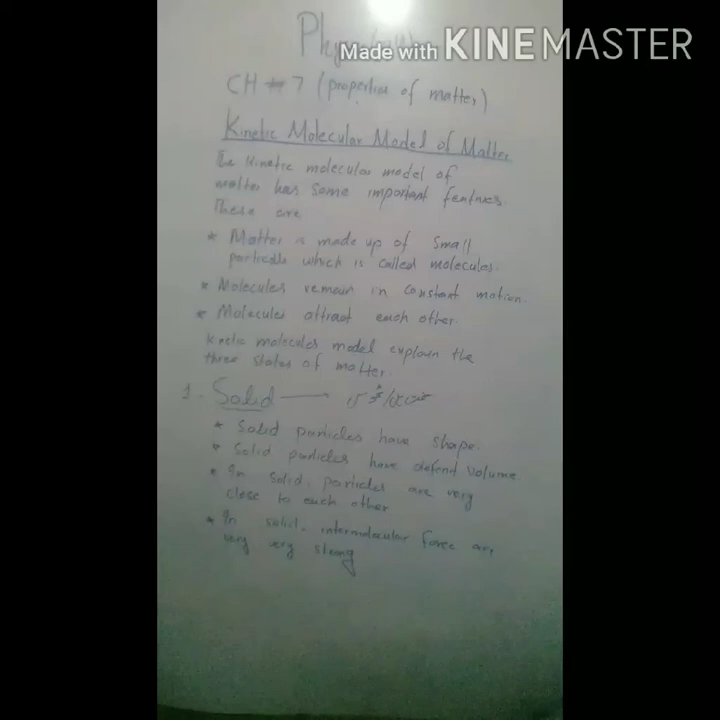 Made with KINEMASTER
CH # 7 (properties of matter)
Kinetic Molecular Model of Matter
The kinetic molecular model of
matter has some important features.
These are
* Matter is made up of small
particals which is called molecules.
* Molecules remain in constant motion.
* Molecules attract each other.
Kinetic molecular model explain the
three states of matter.
1. Solid
* Solid particles have shape.
* Solid particles have defend volume
* In solid, particles are very
close to each other
* In solid, intermolecular force are
very very strong